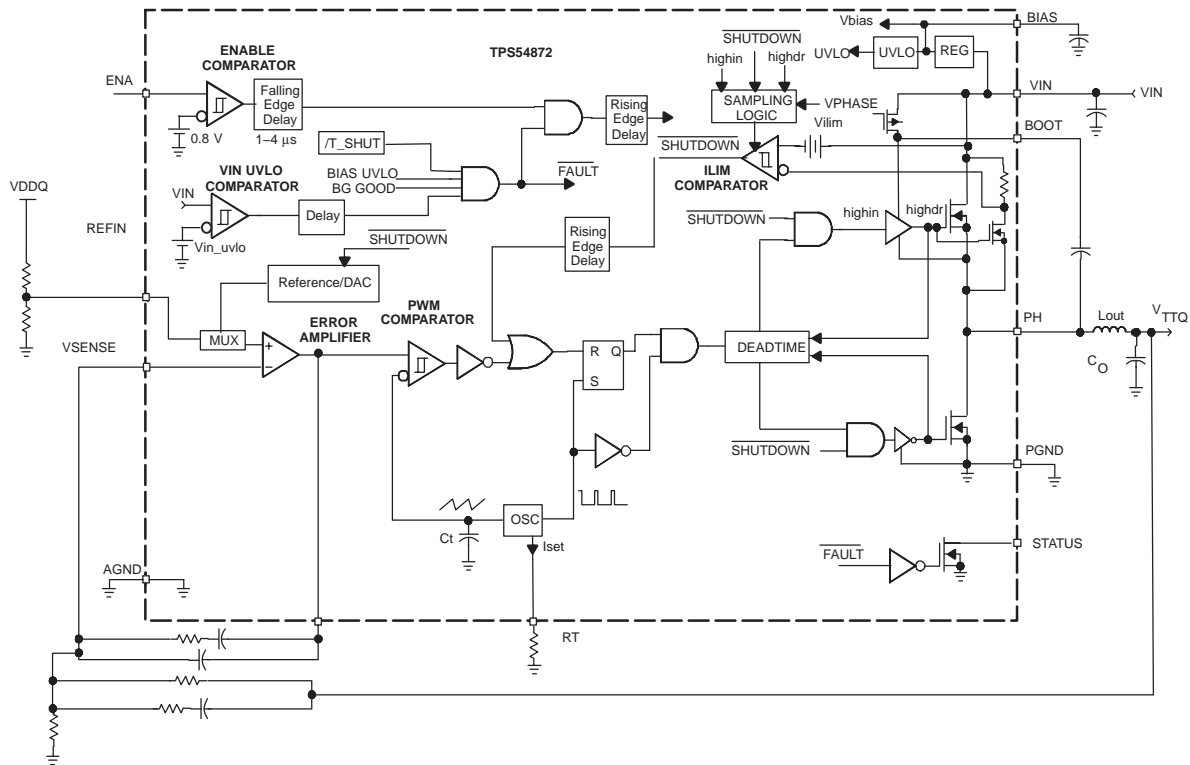 Vbias
BIAS
SHUTDOWN
ENABLE
COMPARATOR
TPS54872
highin
highdr
UVLO
UVLO
REG
ENA
Falling
Edge
Delay
SAMPLING
LOGIC
VPHASE
VIN
VIN
Rising
Edge
Delay
0.8 V
1–4 µs
Vilim
BOOT
/T_SHUT
SHUTDOWN
FAULT
ILIM
COMPARATOR
VIN UVLO
COMPARATOR
BIAS UVLO
BG GOOD
VDDQ
VIN
Delay
SHUTDOWN
highin
highdr
REFIN
Vin_uvlo
SHUTDOWN
Rising
Edge
Delay
Reference/DAC
PWM
COMPARATOR
PH
Lout
VTTQ
ERROR
AMPLIFIER
MUX
+
−
VSENSE
R Q
S
DEADTIME
CO
SHUTDOWN
PGND
OSC
Ct
Iset
FAULT
STATUS
AGND
RT